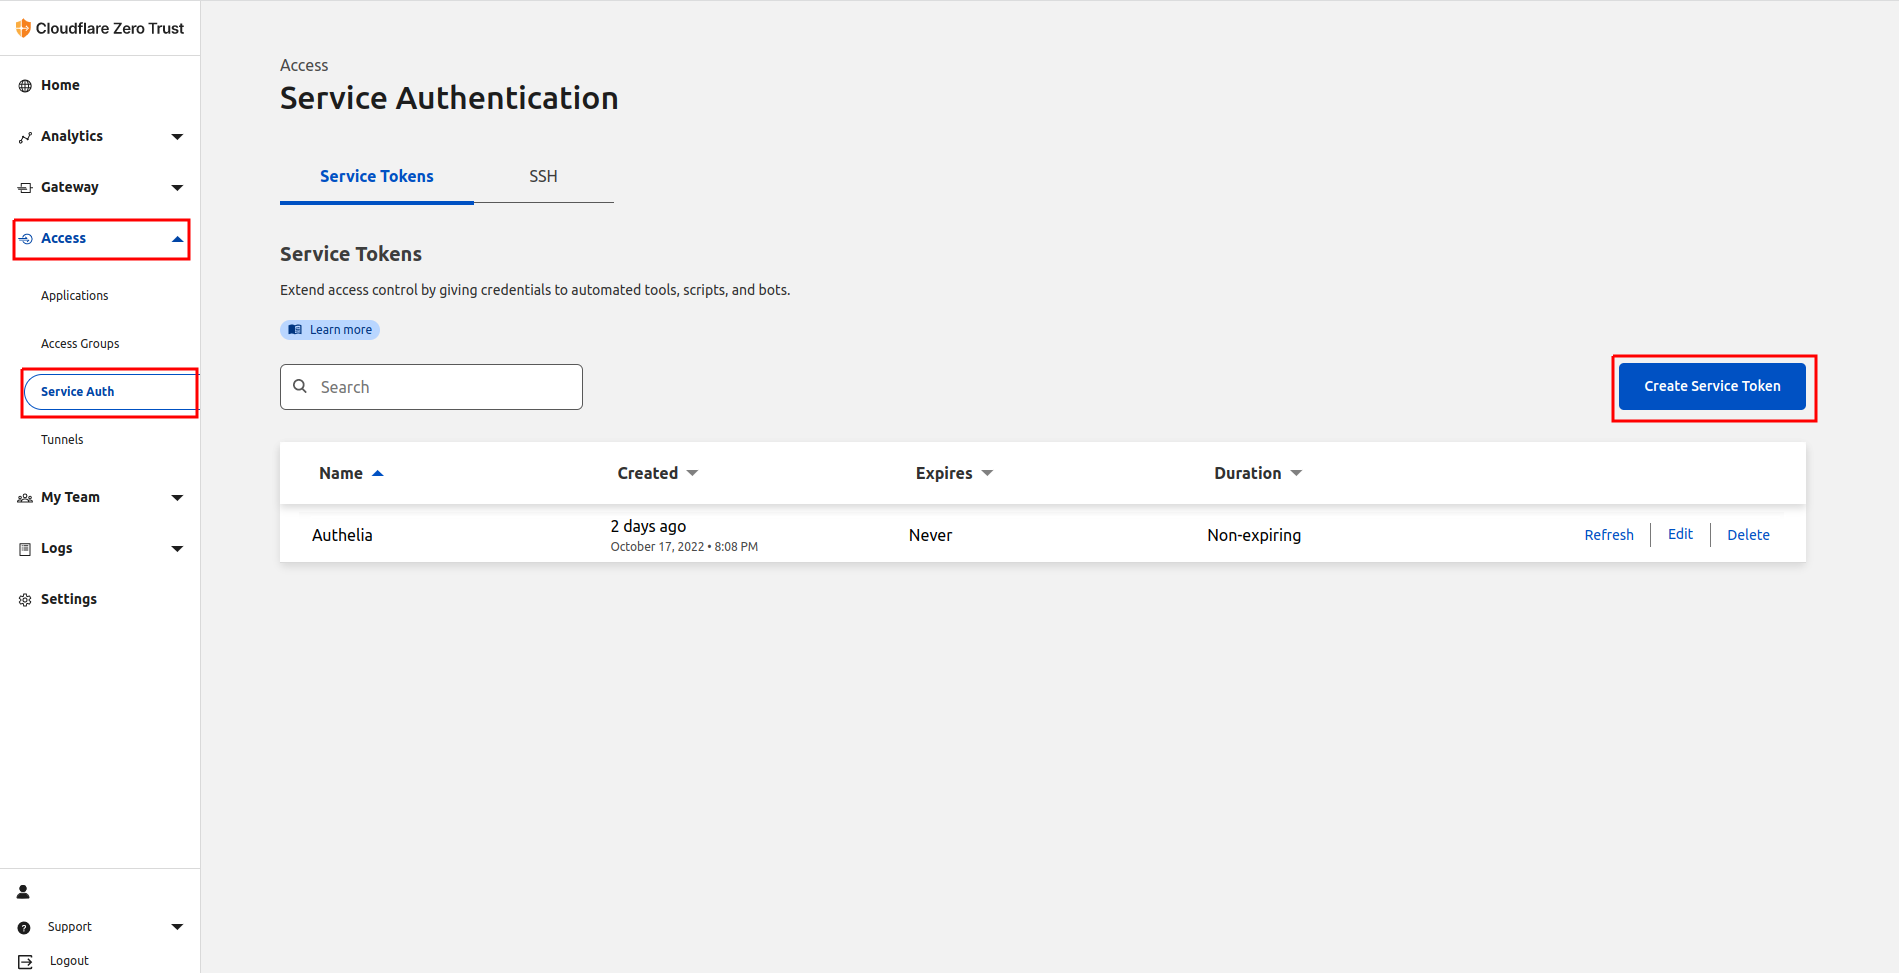 Cloudflare Zero Trust
Home
Analytics
Gateway
Access
Applications
Access Groups
Service Auth
Tunnels
My Team
Logs
Settings
Support
Logout
Access
Service Authentication
Service Tokens SSH
Service Tokens
Extend access control by giving credentials to automated tools, scripts, and bots.
Learn more
Search
Create Service Token
Name Created Expires Duration
Authelia 2 days ago Never Non-expiring Refresh Edit Delete
October 17, 2022 • 8:08 PM